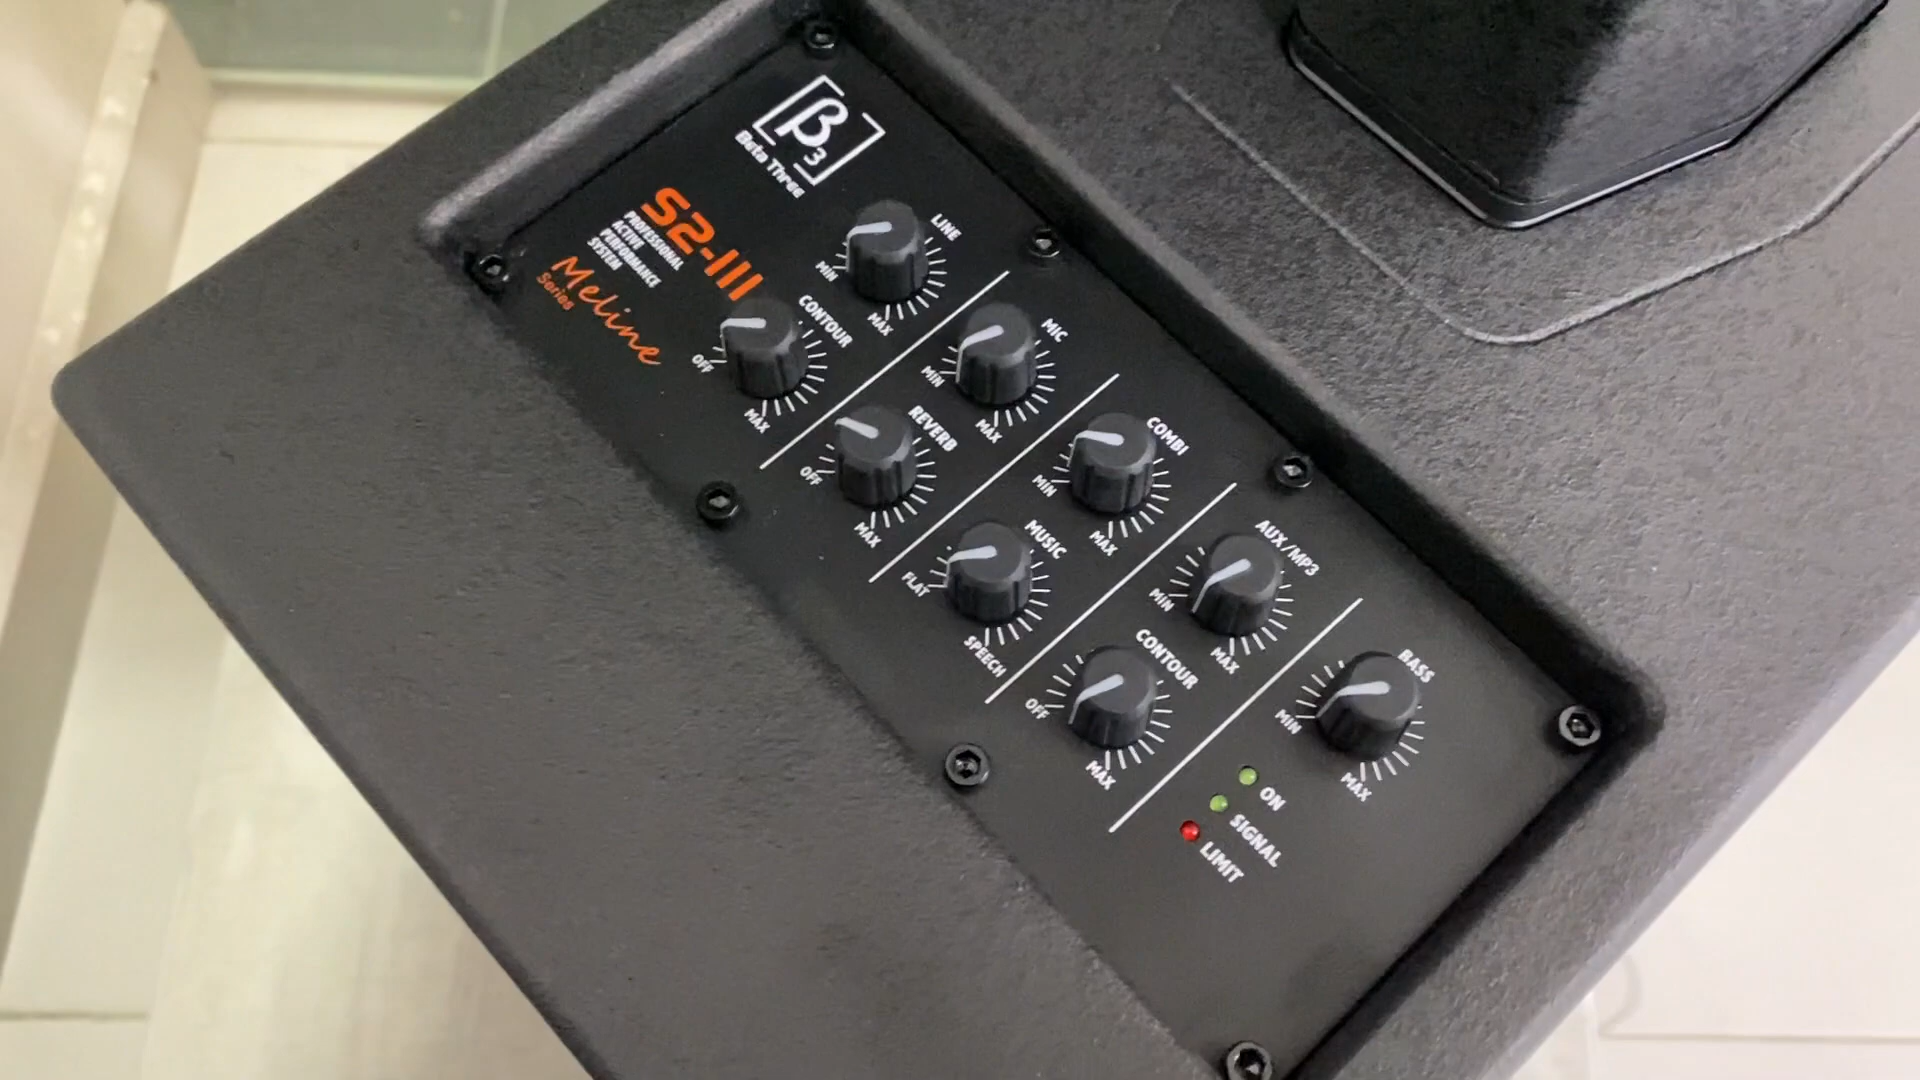 β3
Beta Three
S2-III
PROFESSIONAL
ACTIVE
PERFORMANCE
SYSTEM
Meline
Series
LINE
MIN
MAX
CONTOUR
OFF
MAX
MIC
MIN
MAX
REVERB
OFF
MAX
COMBI
MIN
MAX
MUSIC
FLAT
SPEECH
AUX/MP3
MIN
MAX
CONTOUR
OFF
MAX
BASS
MIN
MAX
ON
SIGNAL
LIMIT